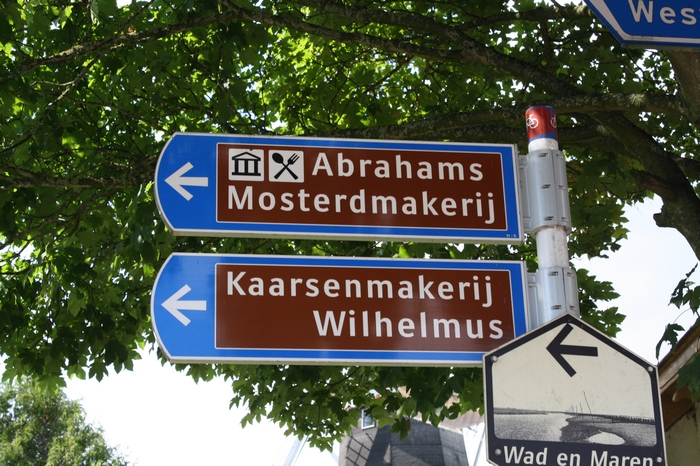 Abrahams
Mosterdmakerij
Kaarsenmakerij
Wilhelmus
Wad en Maren